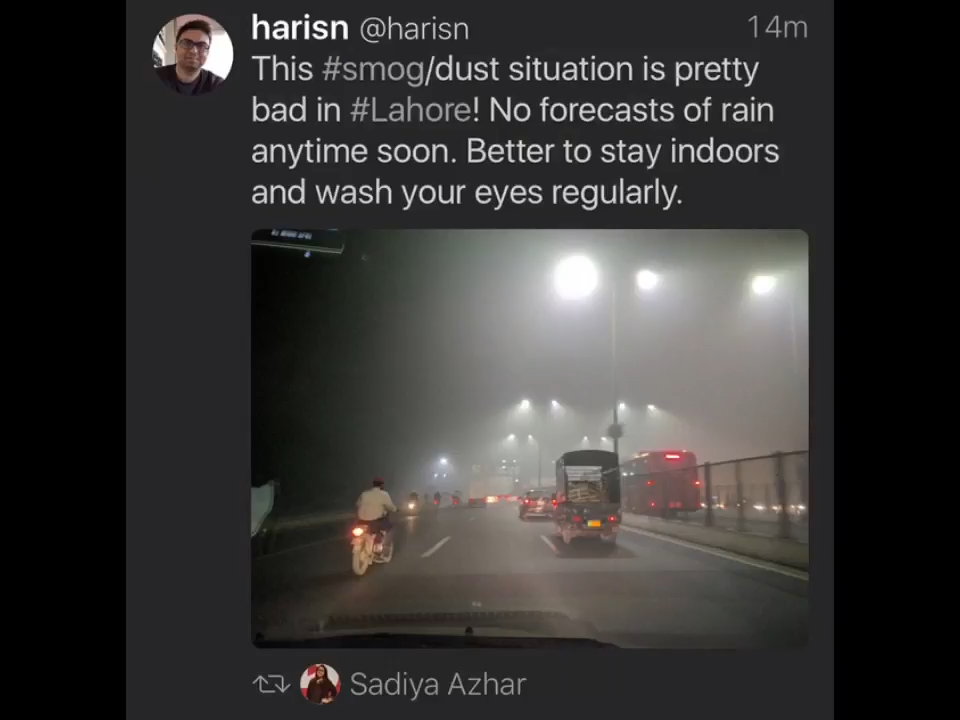 harisn @harisn 14m
This #smog/dust situation is pretty
bad in #Lahore! No forecasts of rain
anytime soon. Better to stay indoors
and wash your eyes regularly.
Sadiya Azhar